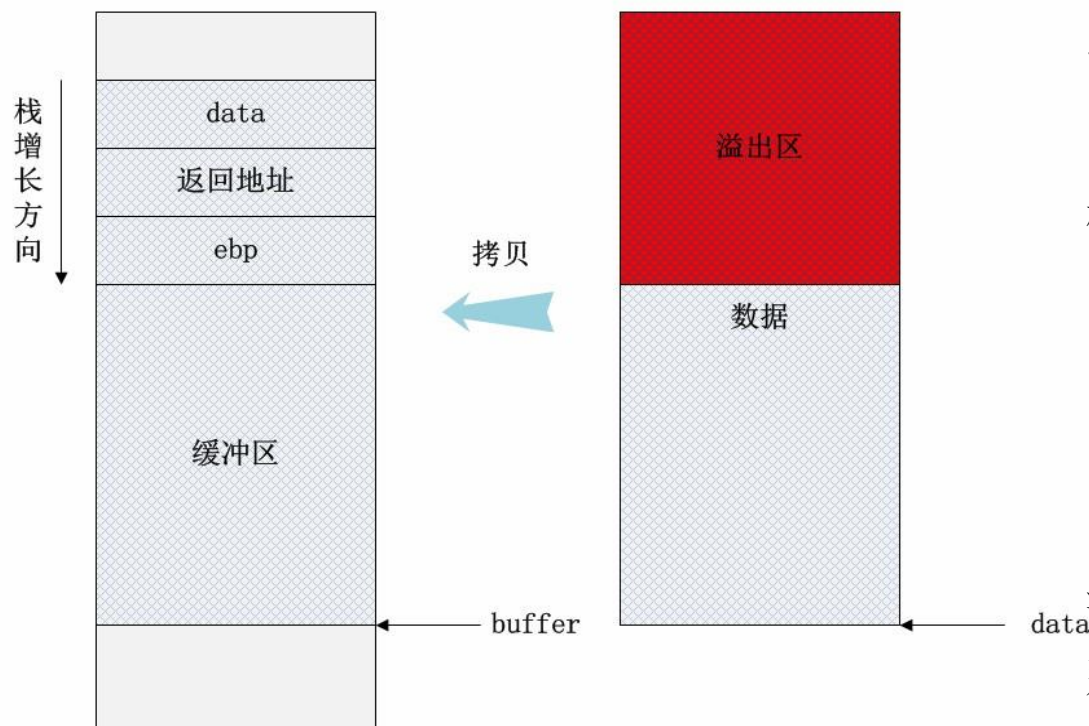 栈增长方向
data
返回地址
ebp
缓冲区
buffer
拷贝
溢出区
数据
data